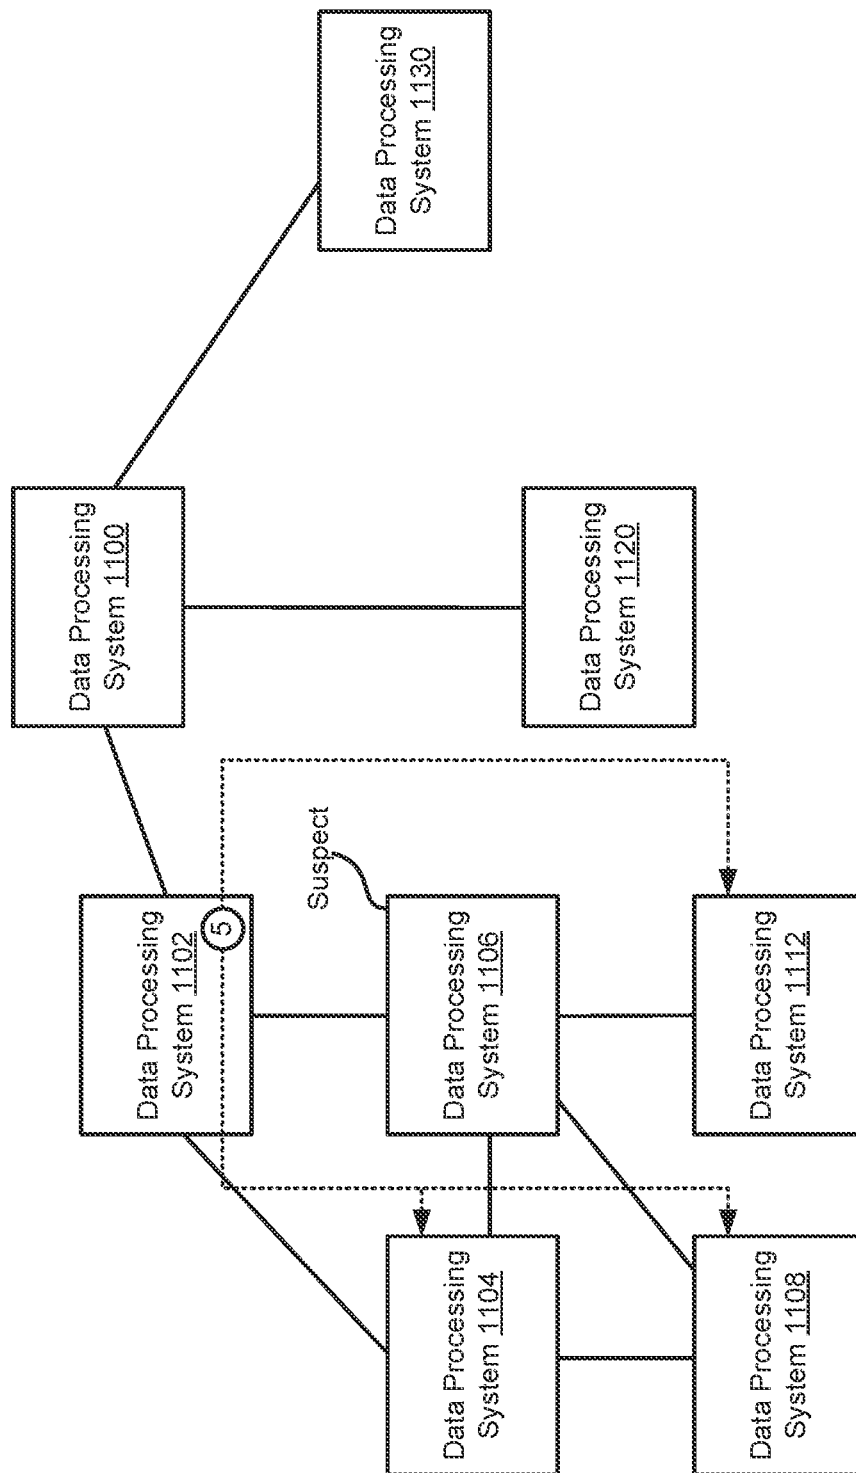 Data Processing
System 1100
Data Processing
System 1130
Data Processing
System 1102
5
Suspect
Data Processing
System 1104
Data Processing
System 1106
Data Processing
System 1120
Data Processing
System 1108
Data Processing
System 1112